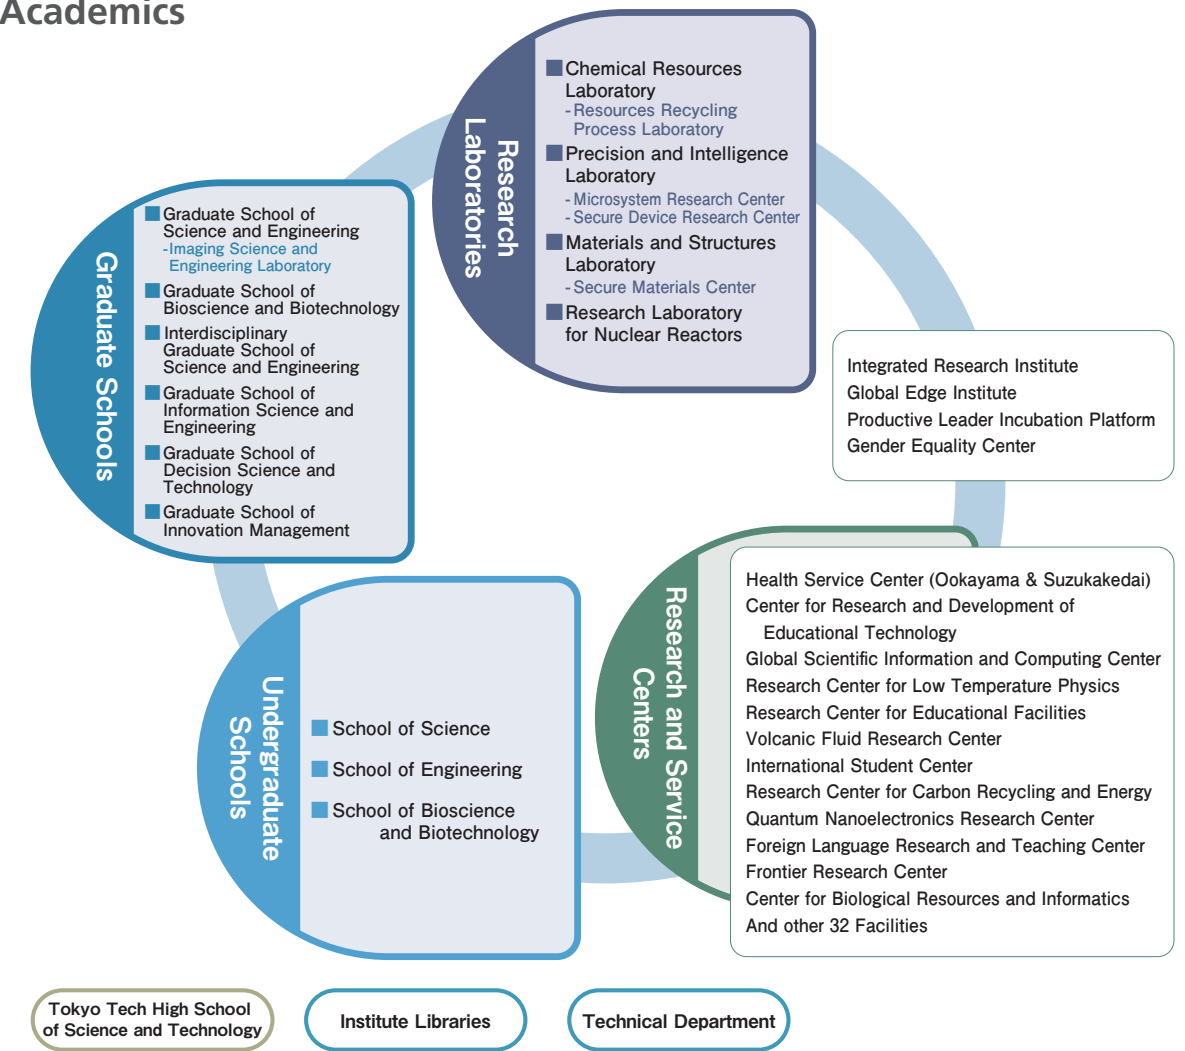 Academics
Research
Laboratories
Chemical Resources
Laboratory
-Resources Recycling
Process Laboratory
Precision and Intelligence
Laboratory
-Microsystem Research Center
-Secure Device Research Center
Materials and Structures
Laboratory
-Secure Materials Center
Research Laboratory
for Nuclear Reactors
Graduate Schools
Graduate School of
Science and Engineering
-Imaging Science and
Engineering Laboratory
Graduate School of
Bioscience and Biotechnology
Interdisciplinary
Graduate School of
Science and Engineering
Graduate School of
Information Science and
Engineering
Graduate School of
Decision Science and
Technology
Graduate School of
Innovation Management
Integrated Research Institute
Global Edge Institute
Productive Leader Incubation Platform
Gender Equality Center
Undergraduate
Schools
School of Science
School of Engineering
School of Bioscience
and Biotechnology
Research and Service
Centers
Health Service Center (Ookayama & Suzukakedai)
Center for Research and Development of
Educational Technology
Global Scientific Information and Computing Center
Research Center for Low Temperature Physics
Research Center for Educational Facilities
Volcanic Fluid Research Center
International Student Center
Research Center for Carbon Recycling and Energy
Quantum Nanoelectronics Research Center
Foreign Language Research and Teaching Center
Frontier Research Center
Center for Biological Resources and Informatics
And other 32 Facilities
Tokyo Tech High School
of Science and Technology
Institute Libraries
Technical Department